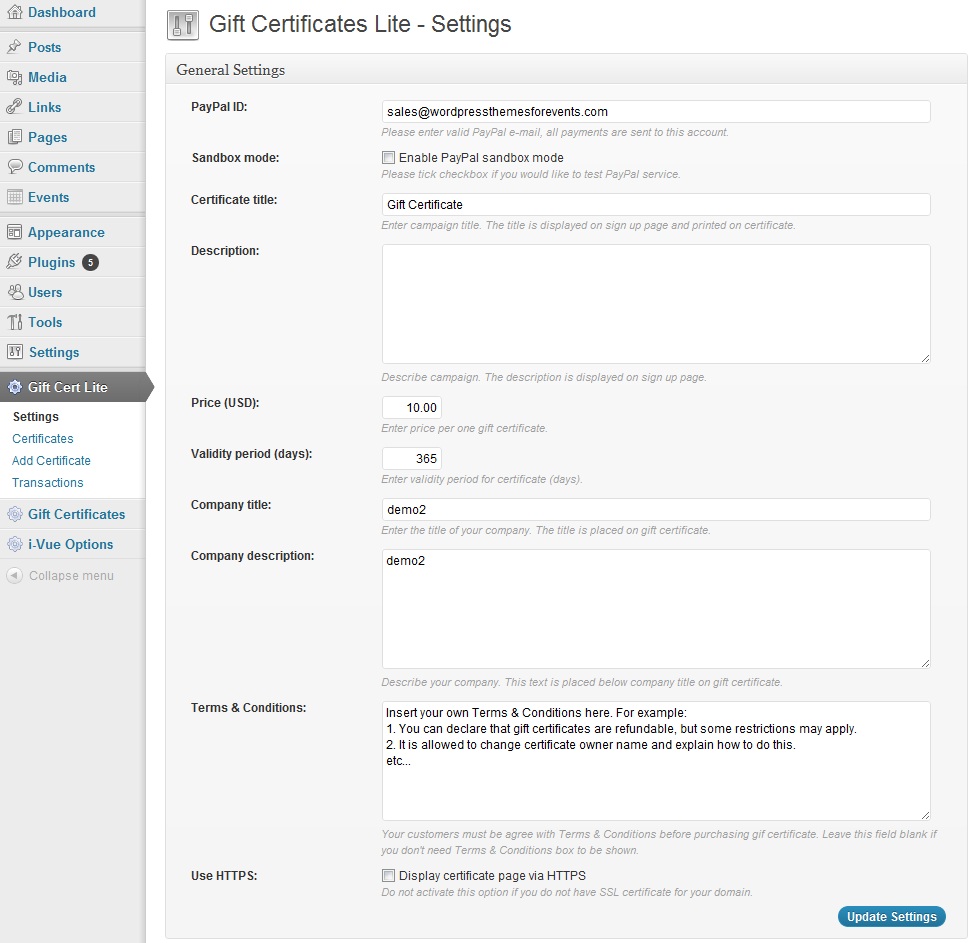 Dashboard
Posts
Media
Links
Pages
Comments
Events
Appearance
Plugins 5
Users
Tools
Settings
Gift Cert Lite
Settings
Certificates
Add Certificate
Transactions
Gift Certificates
i-Vue Options
Collapse menu
Gift Certificates Lite - Settings
General Settings
PayPal ID:
sales@wordpressthemesforevents.com
Please enter valid PayPal e-mail, all payments are sent to this account.
Sandbox mode:
Enable PayPal sandbox mode
Please tick checkbox if you would like to test PayPal service.
Certificate title:
Gift Certificate
Enter campaign title. The title is displayed on sign up page and printed on certificate.
Description:
Describe campaign. The description is displayed on sign up page.
Price (USD):
10.00
Enter price per one gift certificate.
Validity period (days):
365
Enter validity period for certificate (days).
Company title:
demo2
Enter the title of your company. The title is placed on gift certificate.
Company description:
demo2
Describe your company. This text is placed below company title on gift certificate.
Terms & Conditions:
Insert your own Terms & Conditions here. For example:
1. You can declare that gift certificates are refundable, but some restrictions may apply.
2. It is allowed to change certificate owner name and explain how to do this.
etc...
Your customers must be agree with Terms & Conditions before purchasing gif certificate. Leave this field blank if
you don't need Terms & Conditions box to be shown.
Use HTTPS:
Display certificate page via HTTPS
Do not activate this option if you do not have SSL certificate for your domain.
Update Settings